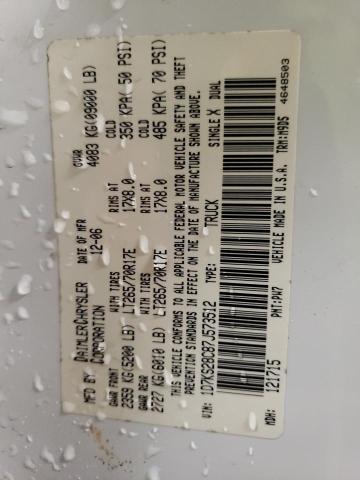 MFD BY DAIMLERCHRYSLER CORPORATION DATE OF MFR 12-06 GVWR 4083 KG(09000 LB)
GAWR FRONT WITH TIRES RIMS AT COLD
2359 KG(5200 LB) LT265/70R17E 17X8.0 350 KPA( 50 PSI)
GAWR REAR WITH TIRES RIMS AT COLD
2727 KG(6010 LB) LT265/70R17E 17X8.0 485 KPA( 70 PSI)
THIS VEHICLE CONFORMS TO ALL APPLICABLE FEDERAL MOTOR VEHICLE SAFETY AND THEFT
PREVENTION STANDARDS IN EFFECT ON THE DATE OF MANUFACTURE SHOWN ABOVE.
VIN: 1D7KS28C87J573512 TYPE: TRUCK SINGLE X DUAL
MDH: 121715 PNT: PW7 VEHICLE MADE IN U.S.A. TRM: M9D5 4648503